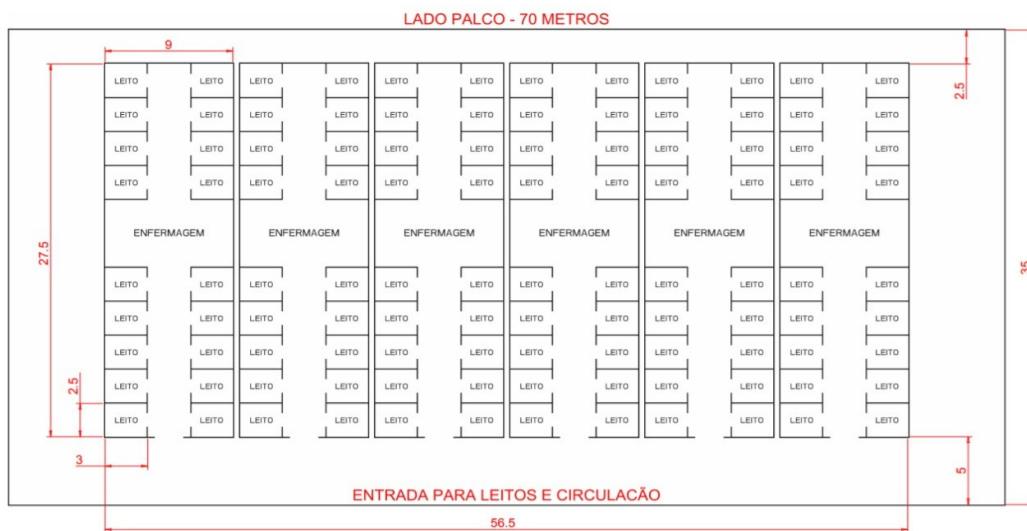 LADO PALCO - 70 METROS
9
LEITO LEITO LEITO LEITO LEITO LEITO LEITO LEITO LEITO LEITO LEITO LEITO
2.5
LEITO LEITO LEITO LEITO LEITO LEITO LEITO LEITO LEITO LEITO LEITO LEITO
LEITO LEITO LEITO LEITO LEITO LEITO LEITO LEITO LEITO LEITO LEITO LEITO
LEITO LEITO LEITO LEITO LEITO LEITO LEITO LEITO LEITO LEITO LEITO LEITO
ENFERMAGEM ENFERMAGEM ENFERMAGEM ENFERMAGEM ENFERMAGEM ENFERMAGEM
27.5
35
LEITO LEITO LEITO LEITO LEITO LEITO LEITO LEITO LEITO LEITO LEITO LEITO
LEITO LEITO LEITO LEITO LEITO LEITO LEITO LEITO LEITO LEITO LEITO LEITO
LEITO LEITO LEITO LEITO LEITO LEITO LEITO LEITO LEITO LEITO LEITO LEITO
2.5
LEITO LEITO LEITO LEITO LEITO LEITO LEITO LEITO LEITO LEITO LEITO LEITO
LEITO LEITO LEITO LEITO LEITO LEITO LEITO LEITO LEITO LEITO LEITO LEITO
3
5
ENTRADA PARA LEITOS E CIRCULACÃO
56.5